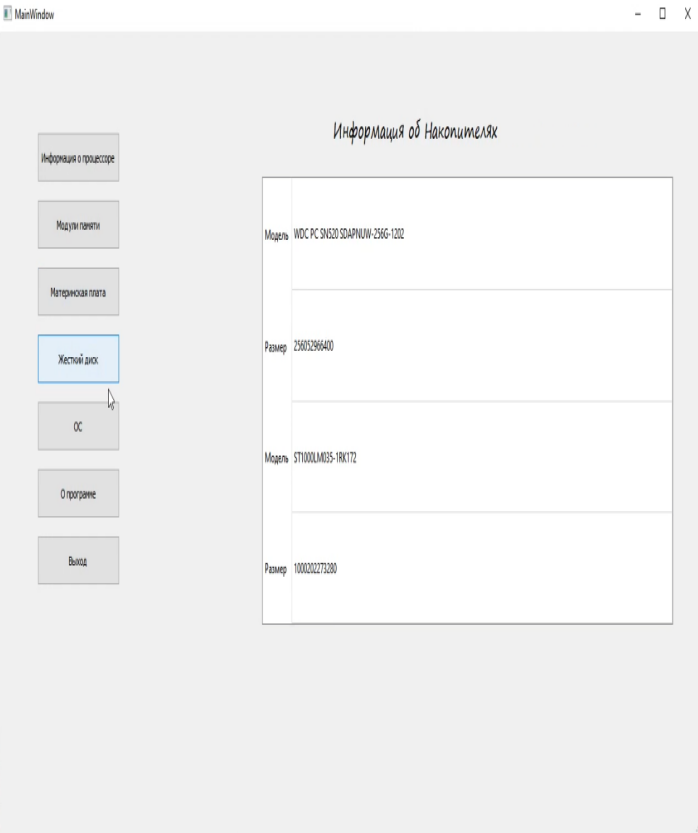 MainWindow
Информация об Накопителях
Информация о процессоре
Модули памяти
Материнская плата
Жесткий диск
ОС
О программе
Выход
Модель WDC PC SN520 SDAPNUW-256G-1202
Размер 256052966400
Модель ST1000LM035-1RK172
Размер 1000202273280